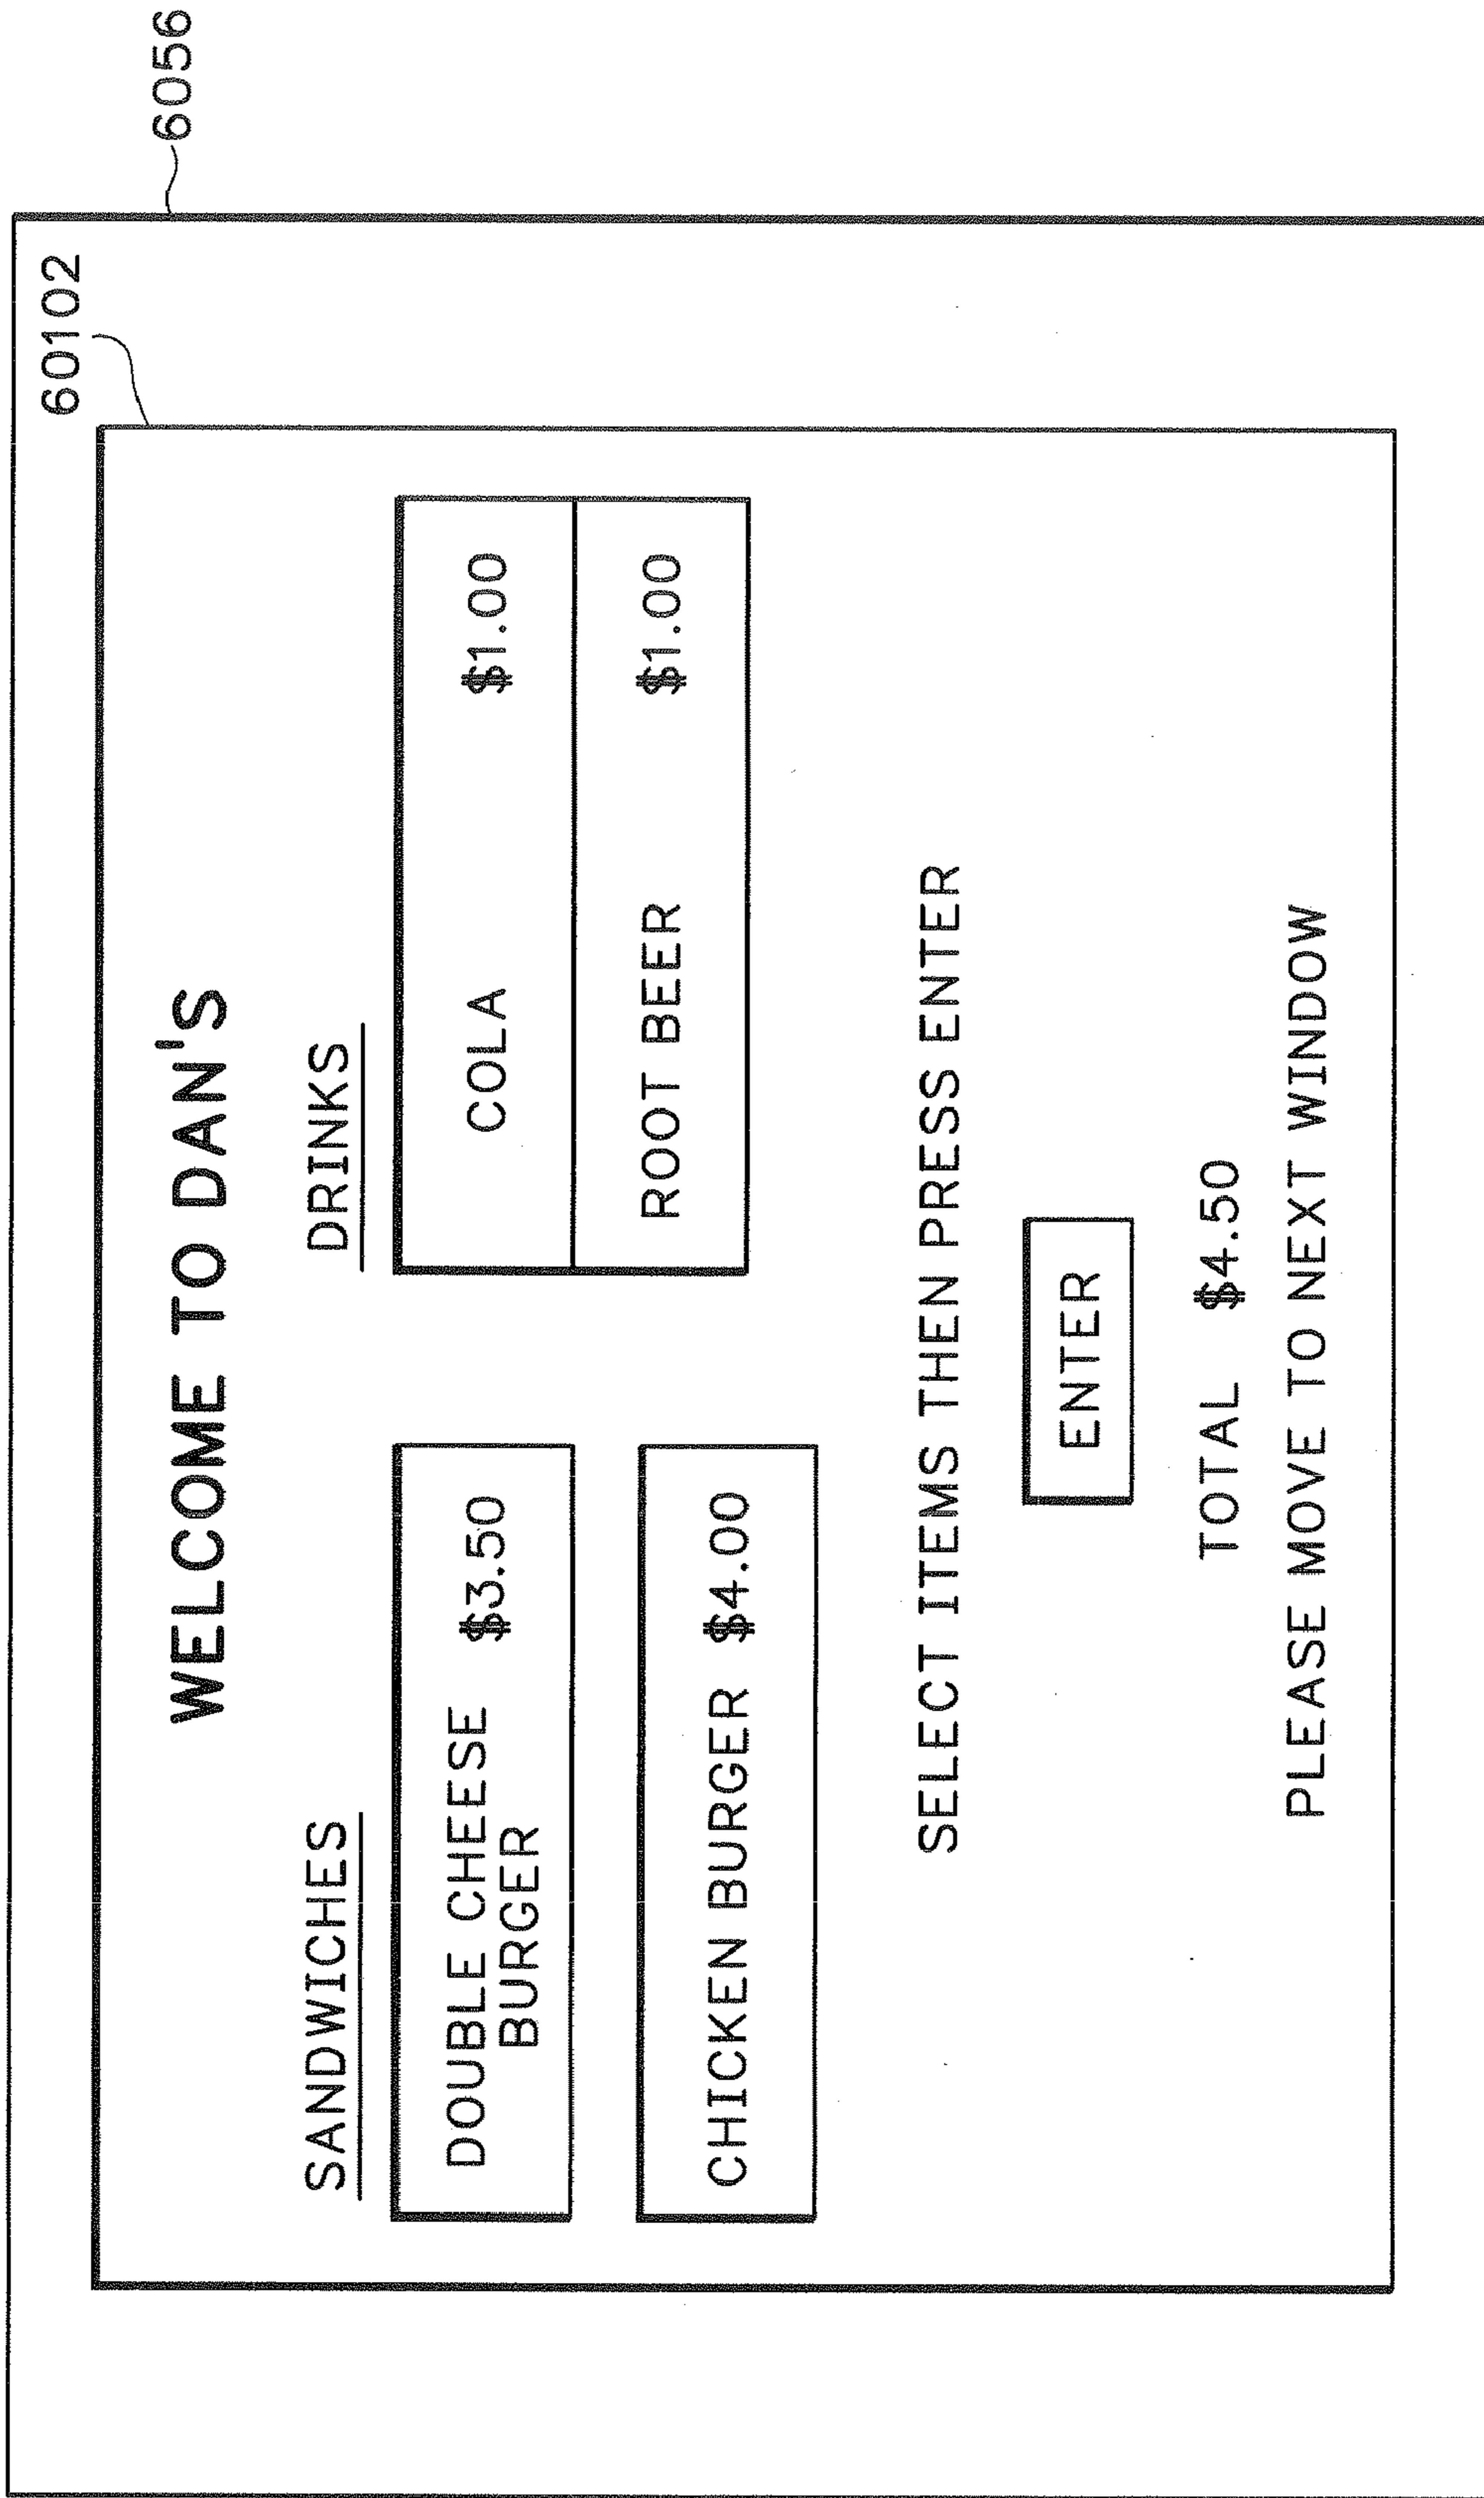 6056
60102
WELCOME TO DAN'S
SANDWICHES
DOUBLE CHEESE $3.50
BURGER
CHICKEN BURGER $4.00
DRINKS
COLA $1.00
ROOT BEER $1.00
SELECT ITEMS THEN PRESS ENTER
ENTER
TOTAL $4.50
PLEASE MOVE TO NEXT WINDOW